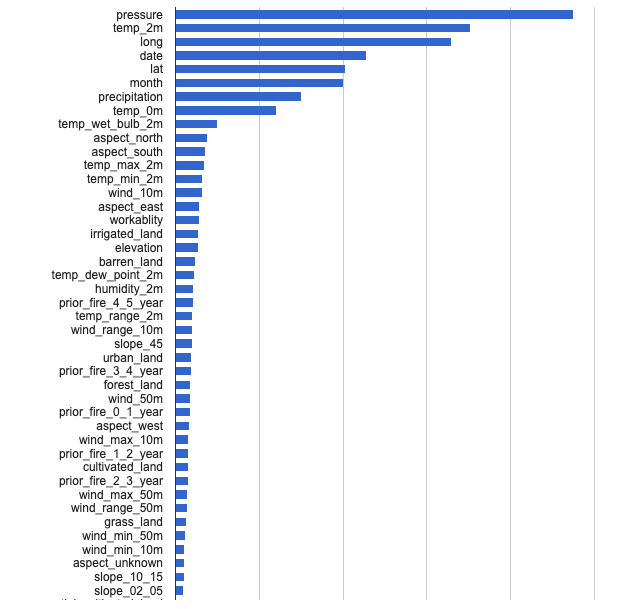 pressure
temp_2m
long
date
lat
month
precipitation
temp_0m
temp_wet_bulb_2m
aspect_north
aspect_south
temp_max_2m
temp_min_2m
wind_10m
aspect_east
workablity
irrigated_land
elevation
barren_land
temp_dew_point_2m
humidity_2m
prior_fire_4_5_year
temp_range_2m
wind_range_10m
slope_45
urban_land
prior_fire_3_4_year
forest_land
wind_50m
prior_fire_0_1_year
aspect_west
wind_max_10m
prior_fire_1_2_year
cultivated_land
prior_fire_2_3_year
wind_max_50m
wind_range_50m
grass_land
wind_min_50m
wind_min_10m
aspect_unknown
slope_10_15
slope_02_05